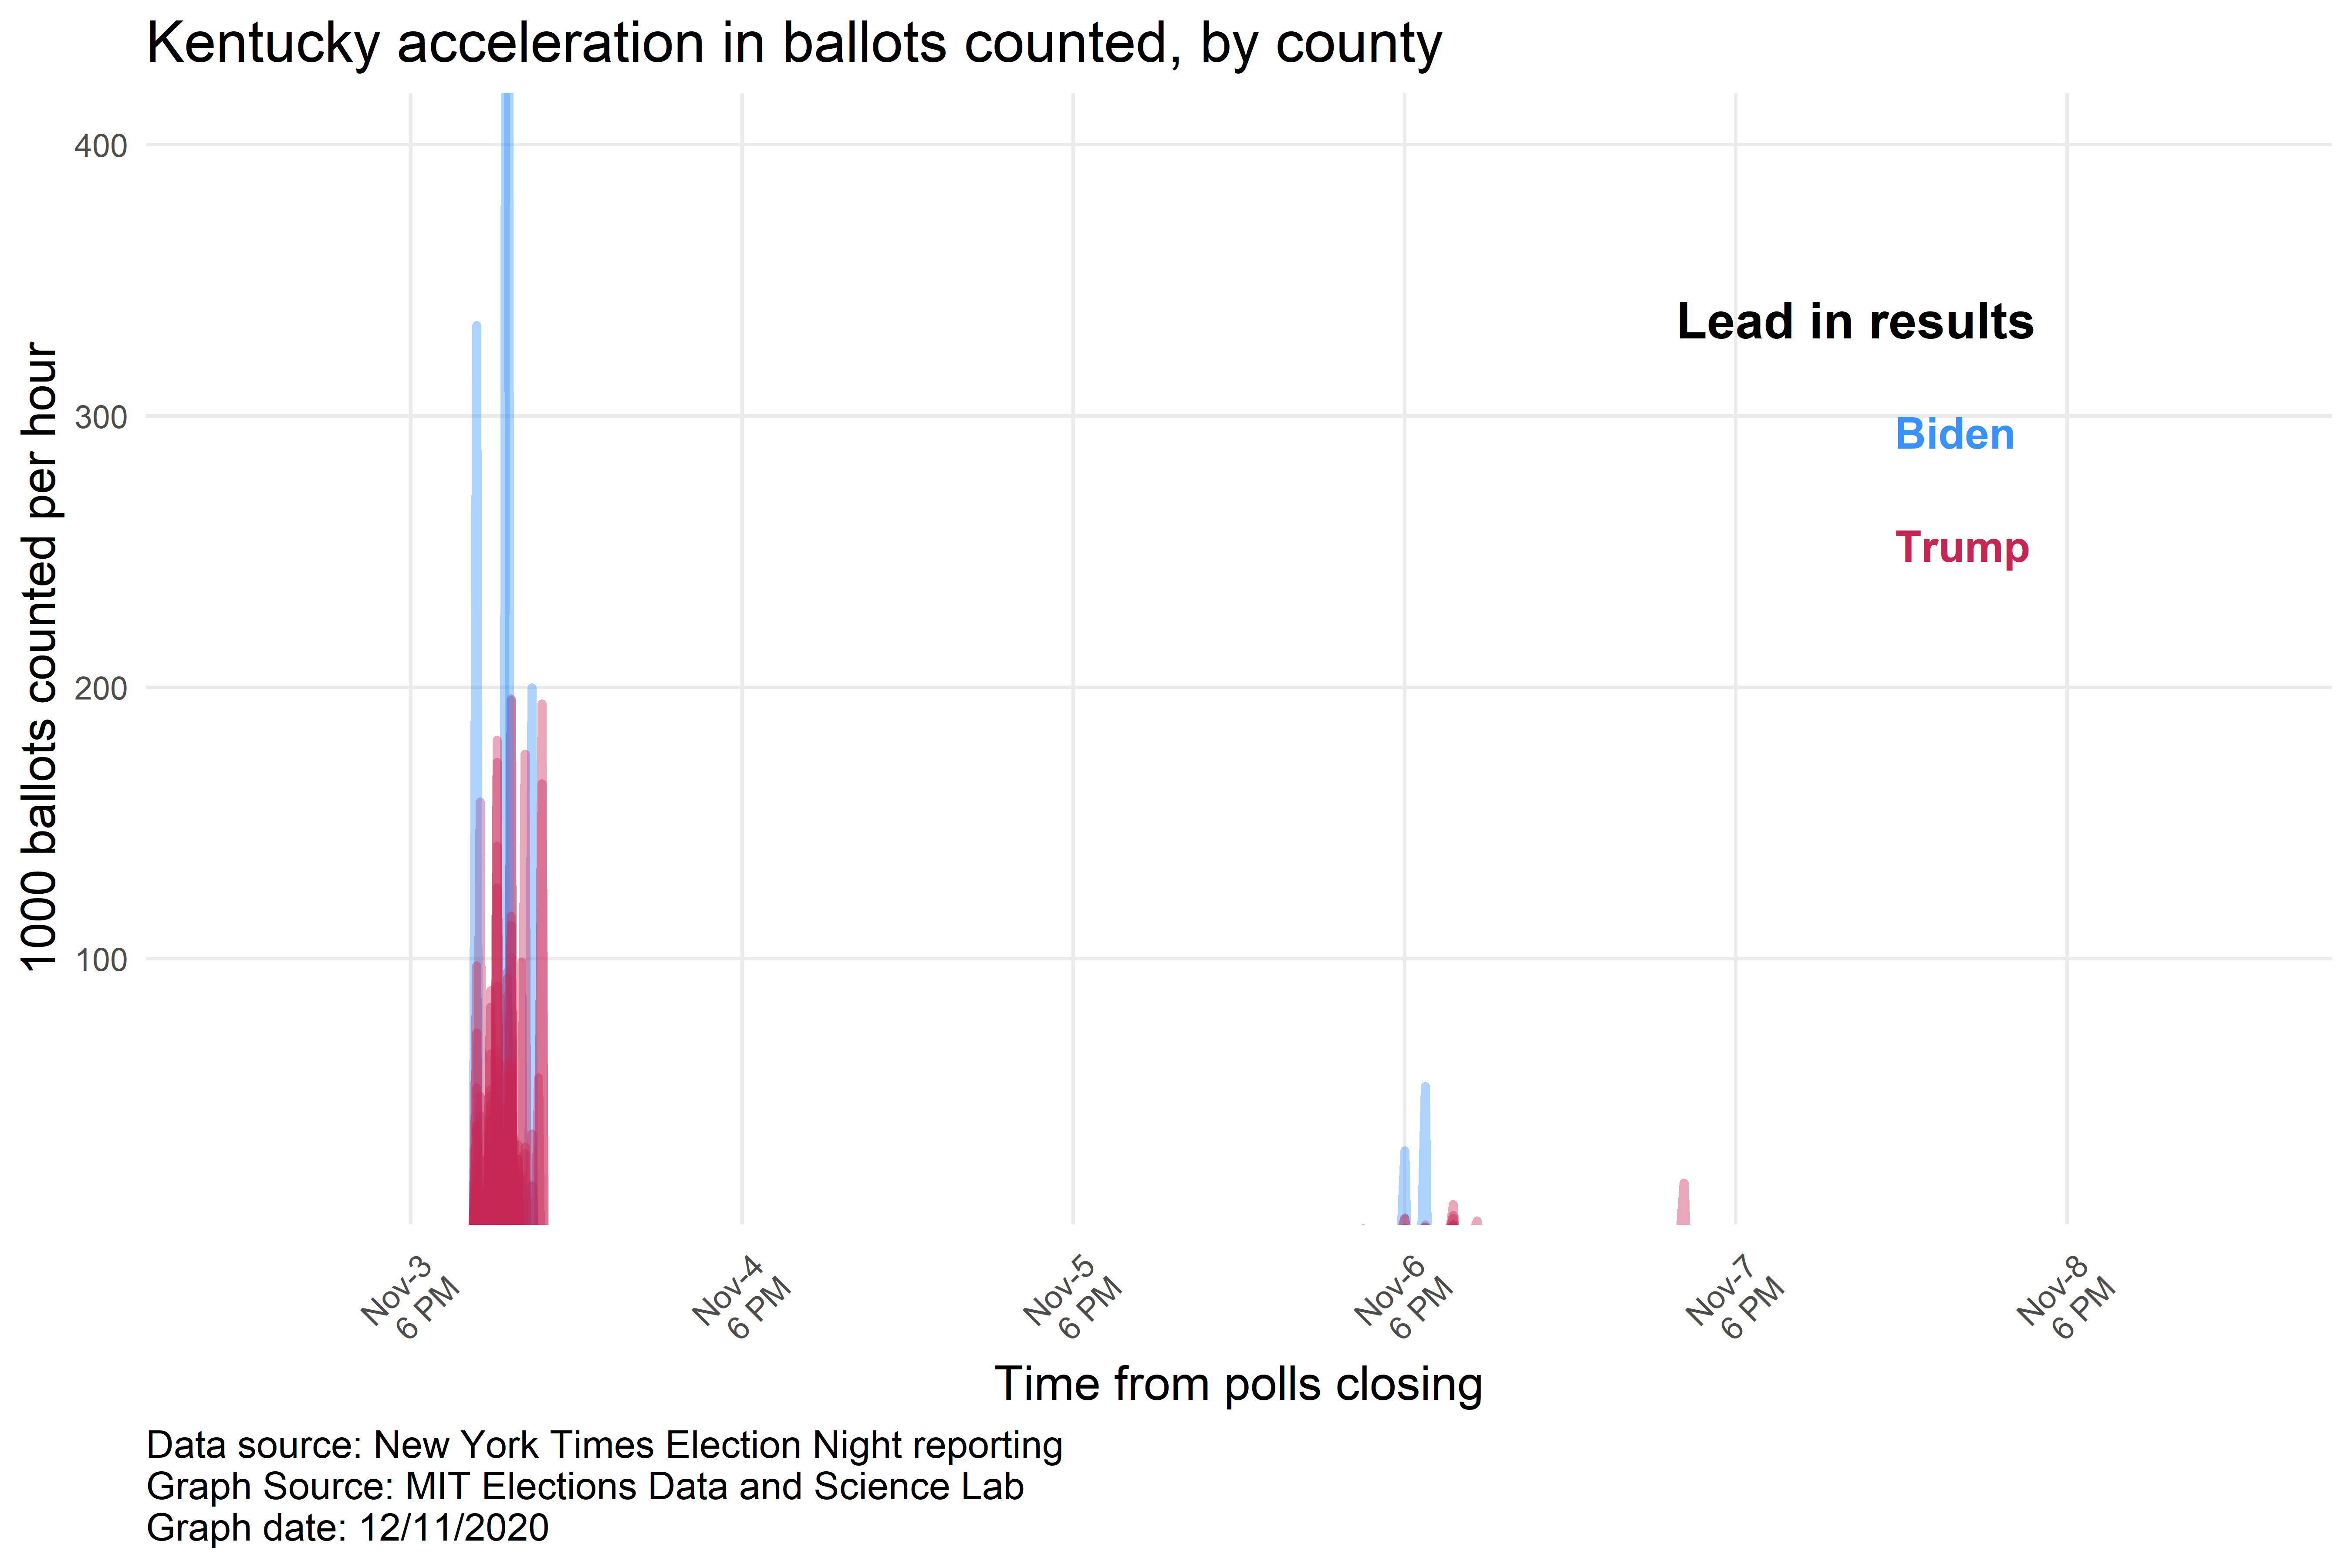 Kentucky acceleration in ballots counted, by county
1000 ballots counted per hour
400
300
200
100
Lead in results
Biden
Trump
Nov-3
6 PM
Nov-4
6 PM
Nov-5
6 PM
Nov-6
6 PM
Nov-7
6 PM
Nov-8
6 PM
Time from polls closing
Data source: New York Times Election Night reporting
Graph Source: MIT Elections Data and Science Lab
Graph date: 12/11/2020